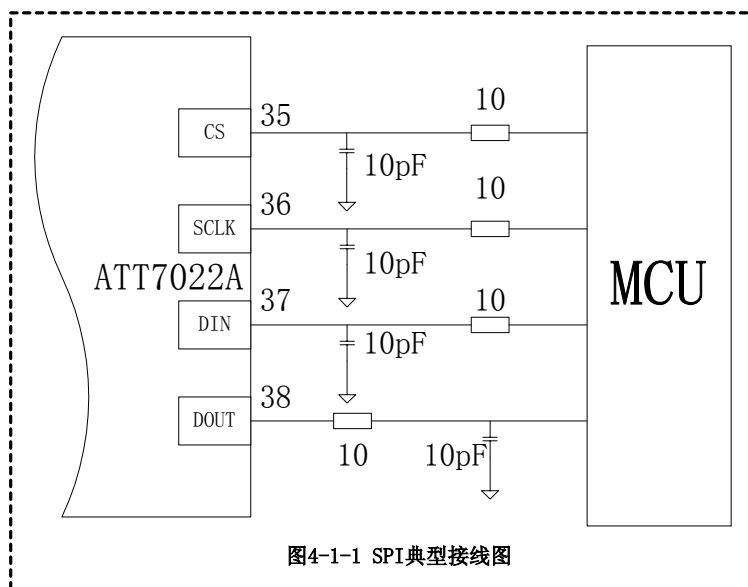 35
10
CS
10pF
36
10
SCLK
10pF
ATT7022A
MCU
37
10
DIN
10pF
38
DOUT
10
10pF
图4-1-1 SPI典型接线图